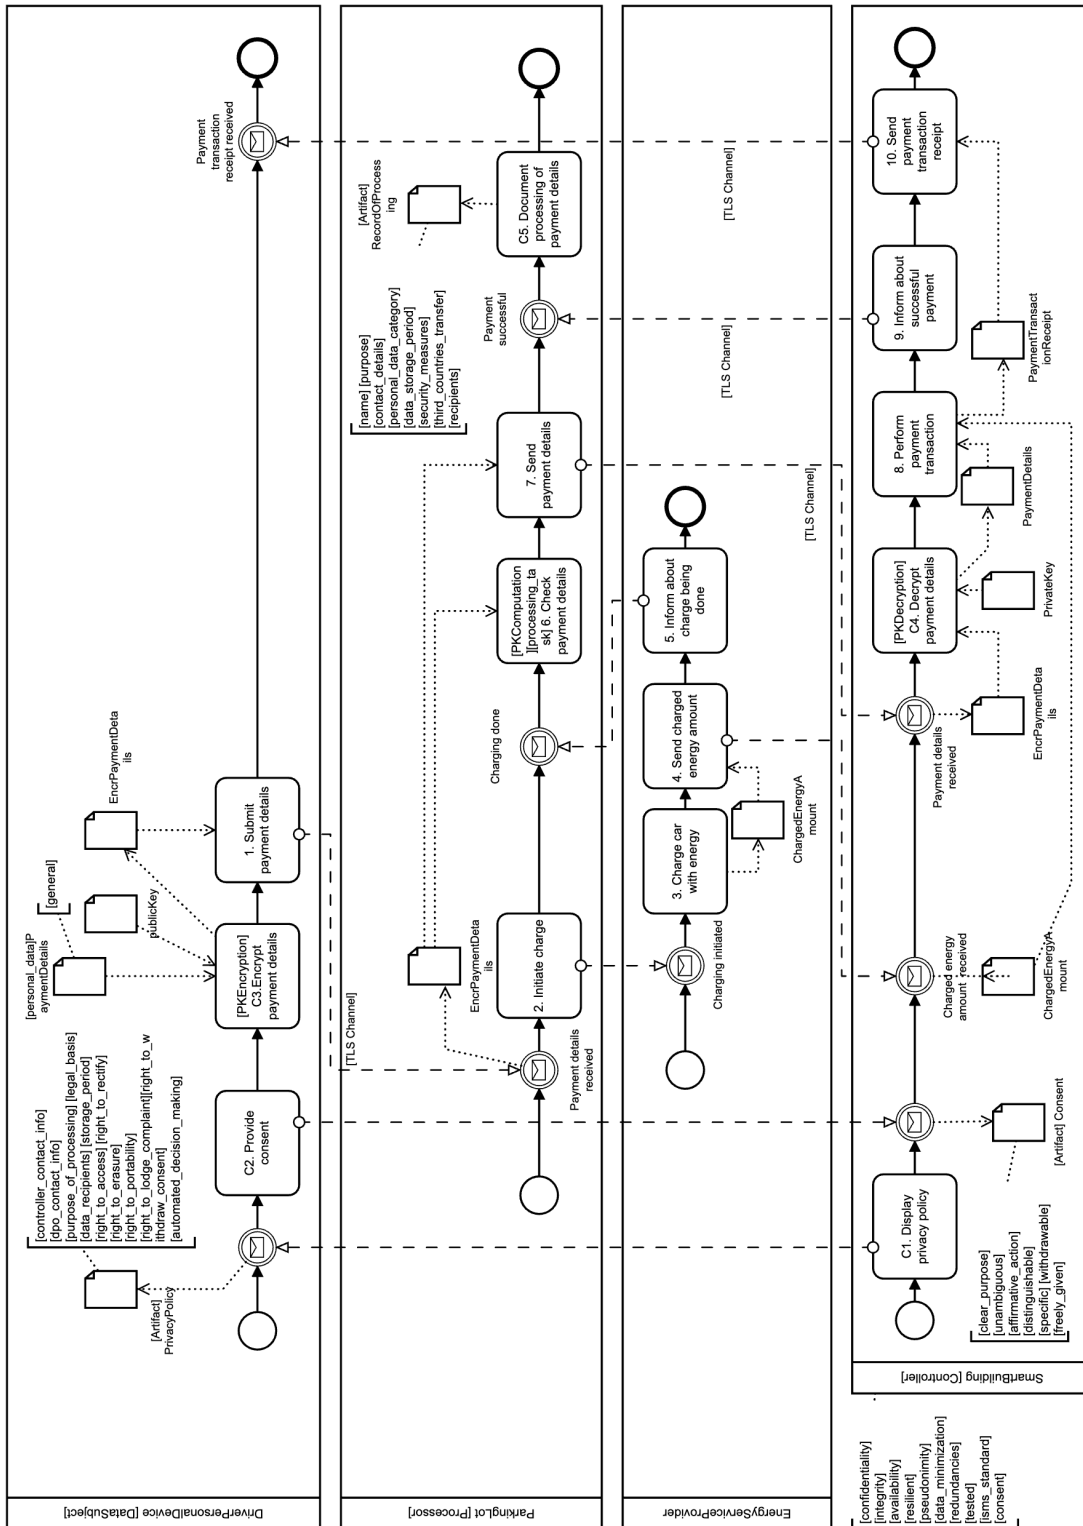 DriverPersonalDevice [DataSubject]
[Artifact]
PrivacyPolicy
[controller_contact_info]
[dpo_contact_info]
[purpose_of_processing] [legal_basis]
[data_recipients] [storage_period]
[right_to_access] [right_to_rectify]
[right_to_erasure]
[right_to_portability]
[right_to_lodge_complaint][right_to_w
ithdraw_consent]
[automated_decision_making]
C2. Provide
consent
[personal_data]P
aymentDetails
[general]
publicKey
[PKEncryption]
C3.Encrypt
payment details
EncrPaymentDeta
ils
1. Submit
payment details
Payment
transaction
receipt received
[TLS Channel]
ParkingLot [Processor]
Payment details
received
2. Initiate charge
EncrPaymentDeta
ils
Charging done
[PKComputation
][processing_ta
sk] 6. Check
payment details
7. Send
payment details
[name] [purpose]
[contact_details]
[personal_data_category]
[data_storage_period]
[security_measures]
[third_countries_transfer]
[recipients]
Payment
successful
[Artifact]
RecordOfProcess
ing
C5. Document
processing of
payment details
EnergyServiceProvider
Charging initiated
3. Charge car
with energy
ChargedEnergyA
mount
4. Send charged
energy amount
5. Inform about
charge being
done
[TLS Channel]
[TLS Channel]
[TLS Channel]
SmartBuilding [Controller]
[confidentiality]
[integrity]
[availability]
[resilient]
[pseudonimity]
[data_minimization]
[redundancies]
[tested]
[isms_standard]
[consent]
C1. Display
privacy policy
[clear_purpose]
[unambiguous]
[affirmative_action]
[distinguishable]
[specific] [withdrawable]
[freely_given]
[Artifact] Consent
Charged energy
amount received
ChargedEnergyA
mount
Payment details
received
EncrPaymentDeta
ils
[PKDecryption]
C4. Decrypt
payment details
PrivateKey
PaymentDetails
8. Perform
payment
transaction
PaymentTransact
ionReceipt
9. Inform about
successful
payment
10. Send
payment
transaction
receipt